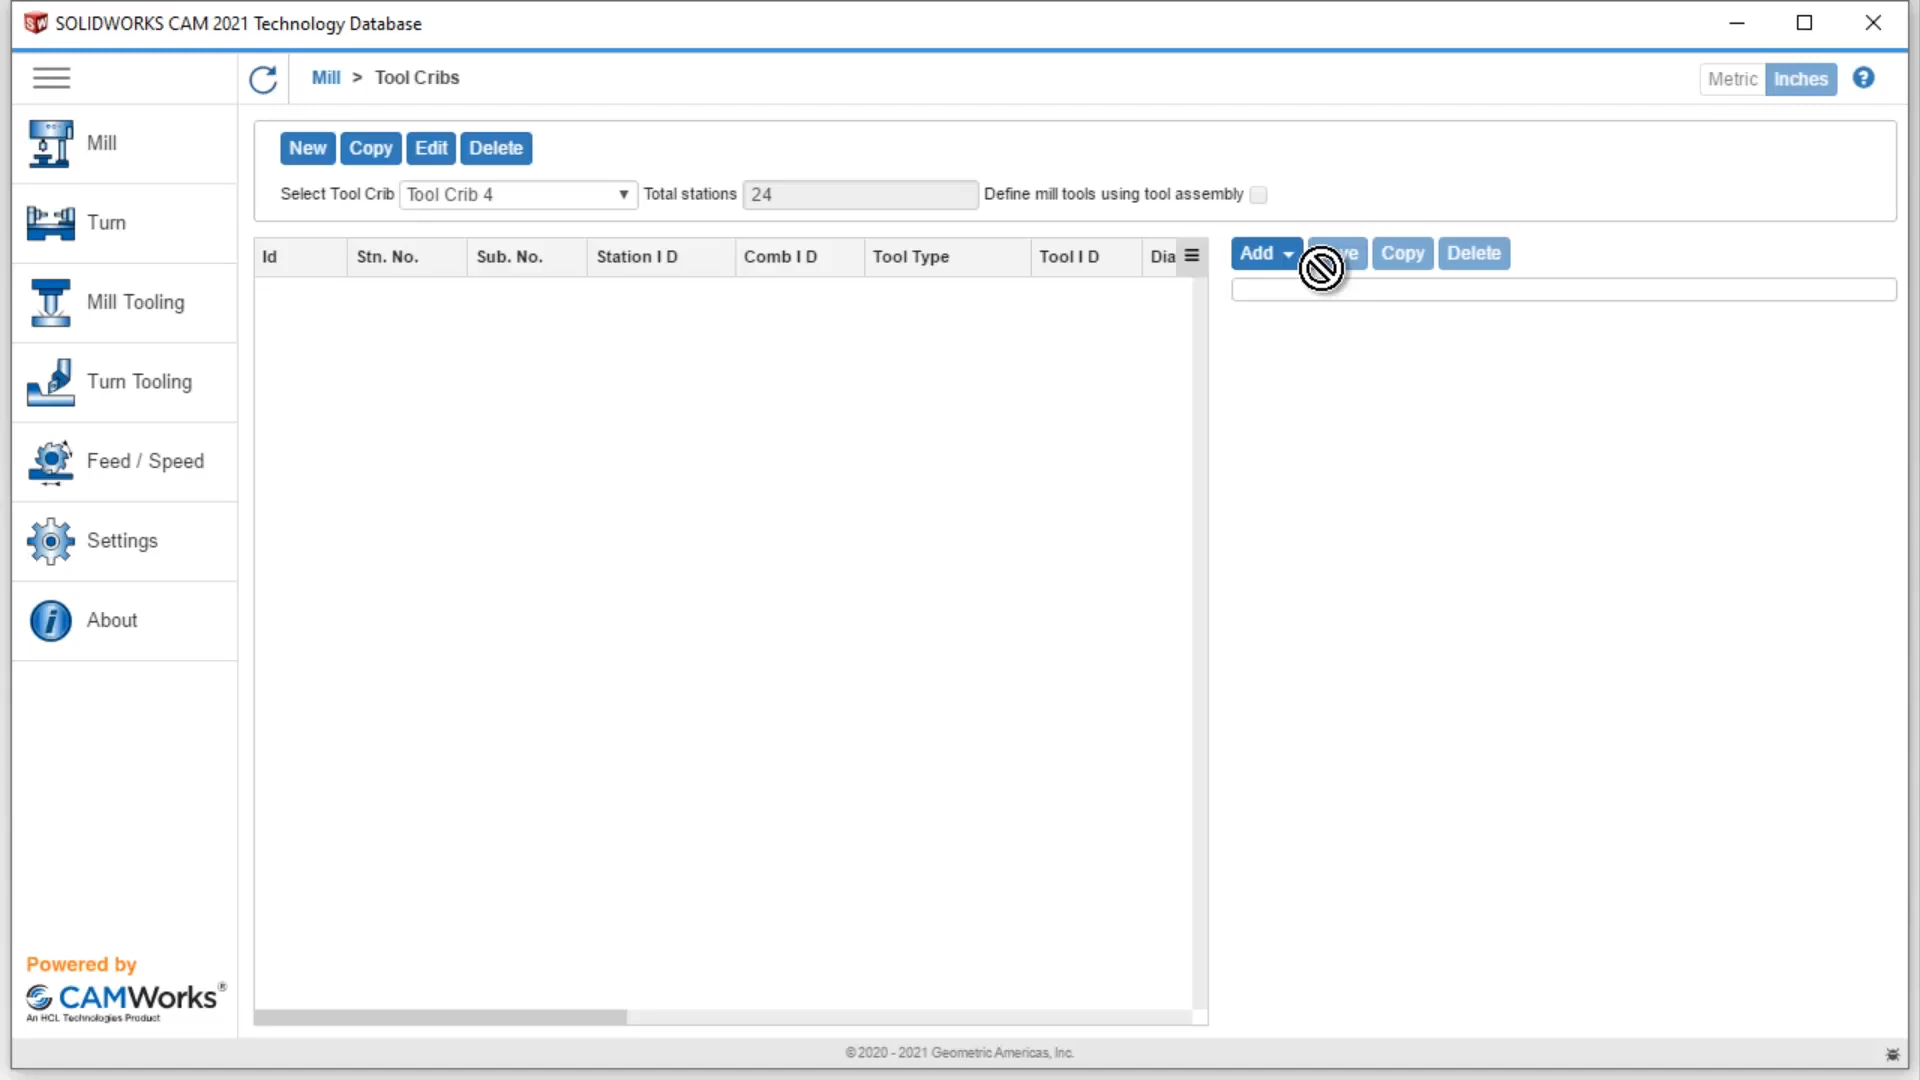 SOLIDWORKS CAM 2021 Technology Database
Mill > Tool Cribs
Metric Inches ?
Mill
Turn
Mill Tooling
Turn Tooling
Feed / Speed
Settings
About
New Copy Edit Delete
Select Tool Crib Tool Crib 4 Total stations 24 Define mill tools using tool assembly
Id Stn. No. Sub. No. Station I D Comb I D Tool Type Tool I D Dia
Add Copy Delete
Powered by
CAMWorks®
An HCL Technologies Product
© 2020 - 2021 Geometric Americas, Inc.